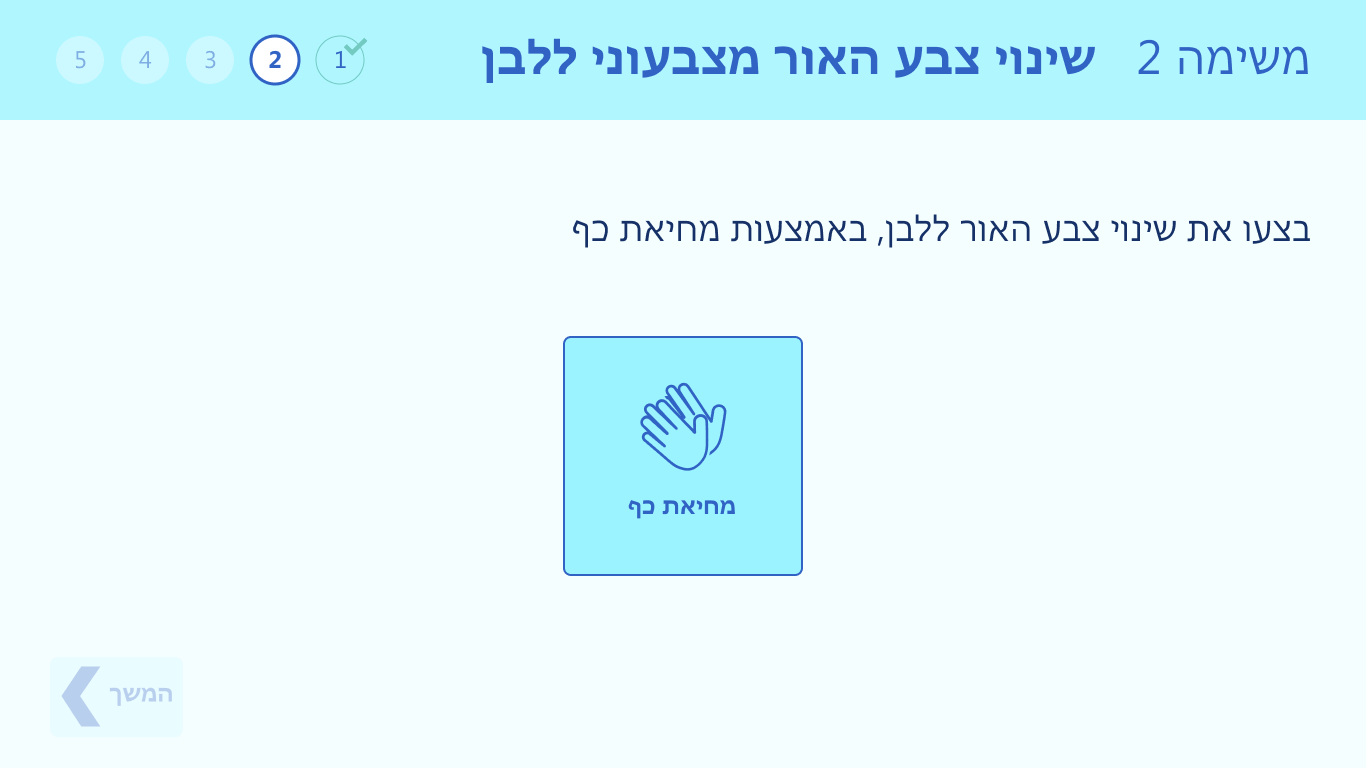 משימה 2 שינוי צבע האור מצבעוני ללבן
1 2 3 4 5
בצעו את שינוי צבע האור ללבן, באמצעות מחיאת כף
מחיאת כף
המשך